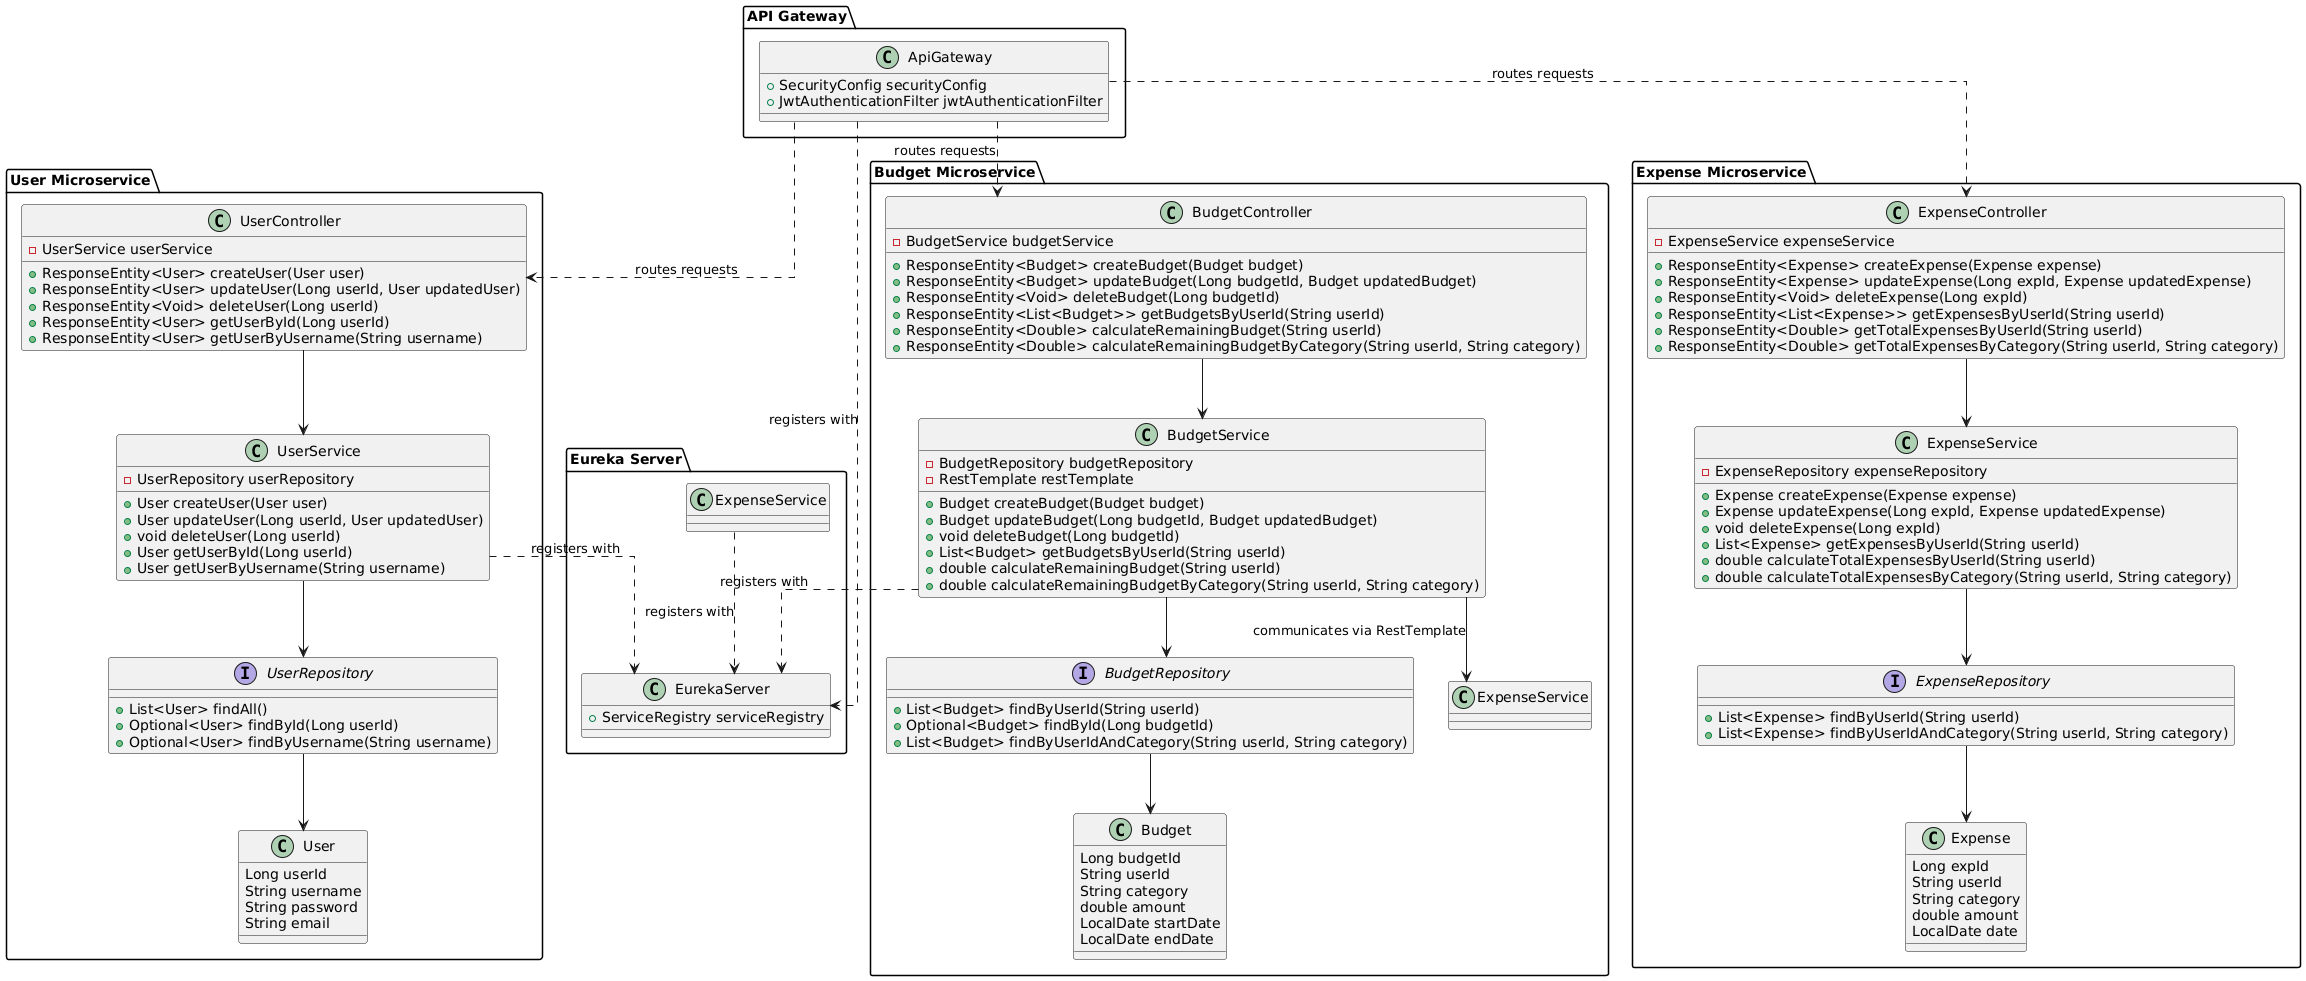 API Gateway
C ApiGateway
SecurityConfig securityConfig
JwtAuthenticationFilter jwtAuthenticationFilter
routes requests
routes requests
routes requests
registers with
User Microservice
C UserController
UserService userService
ResponseEntity<User> createUser(User user)
ResponseEntity<User> updateUser(Long userId, User updatedUser)
ResponseEntity<Void> deleteUser(Long userId)
ResponseEntity<User> getUserById(Long userId)
ResponseEntity<User> getUserByUsername(String username)
C UserService
UserRepository userRepository
User createUser(User user)
User updateUser(Long userId, User updatedUser)
void deleteUser(Long userId)
User getUserById(Long userId)
User getUserByUsername(String username)
registers with
I UserRepository
List<User> findAll()
Optional<User> findById(Long userId)
Optional<User> findByUsername(String username)
C User
Long userId
String username
String password
String email
Eureka Server
C ExpenseService
registers with
registers with
C EurekaServer
ServiceRegistry serviceRegistry
Budget Microservice
C BudgetController
BudgetService budgetService
ResponseEntity<Budget> createBudget(Budget budget)
ResponseEntity<Budget> updateBudget(Long budgetId, Budget updatedBudget)
ResponseEntity<Void> deleteBudget(Long budgetId)
ResponseEntity<List<Budget>> getBudgetsByUserId(String userId)
ResponseEntity<Double> calculateRemainingBudget(String userId)
ResponseEntity<Double> calculateRemainingBudgetByCategory(String userId, String category)
C BudgetService
BudgetRepository budgetRepository
RestTemplate restTemplate
Budget createBudget(Budget budget)
Budget updateBudget(Long budgetId, Budget updatedBudget)
void deleteBudget(Long budgetId)
List<Budget> getBudgetsByUserId(String userId)
double calculateRemainingBudget(String userId)
double calculateRemainingBudgetByCategory(String userId, String category)
communicates via RestTemplate
I BudgetRepository
List<Budget> findByUserId(String userId)
Optional<Budget> findById(Long budgetId)
List<Budget> findByUserIdAndCategory(String userId, String category)
C ExpenseService
C Budget
Long budgetId
String userId
String category
double amount
LocalDate startDate
LocalDate endDate
Expense Microservice
C ExpenseController
ExpenseService expenseService
ResponseEntity<Expense> createExpense(Expense expense)
ResponseEntity<Expense> updateExpense(Long expId, Expense updatedExpense)
ResponseEntity<Void> deleteExpense(Long expId)
ResponseEntity<List<Expense>> getExpensesByUserId(String userId)
ResponseEntity<Double> getTotalExpensesByUserId(String userId)
ResponseEntity<Double> getTotalExpensesByCategory(String userId, String category)
C ExpenseService
ExpenseRepository expenseRepository
Expense createExpense(Expense expense)
Expense updateExpense(Long expId, Expense updatedExpense)
void deleteExpense(Long expId)
List<Expense> getExpensesByUserId(String userId)
double calculateTotalExpensesByUserId(String userId)
double calculateTotalExpensesByCategory(String userId, String category)
I ExpenseRepository
List<Expense> findByUserId(String userId)
List<Expense> findByUserIdAndCategory(String userId, String category)
C Expense
Long expId
String userId
String category
double amount
LocalDate date